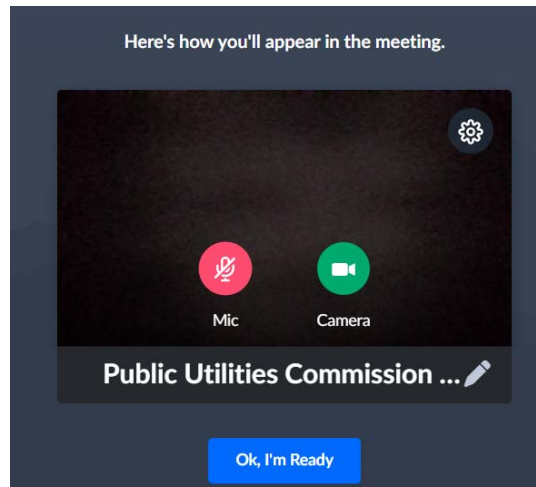 Here's how you'll appear in the meeting.
Mic
Camera
Public Utilities Commission ...
Ok, I'm Ready